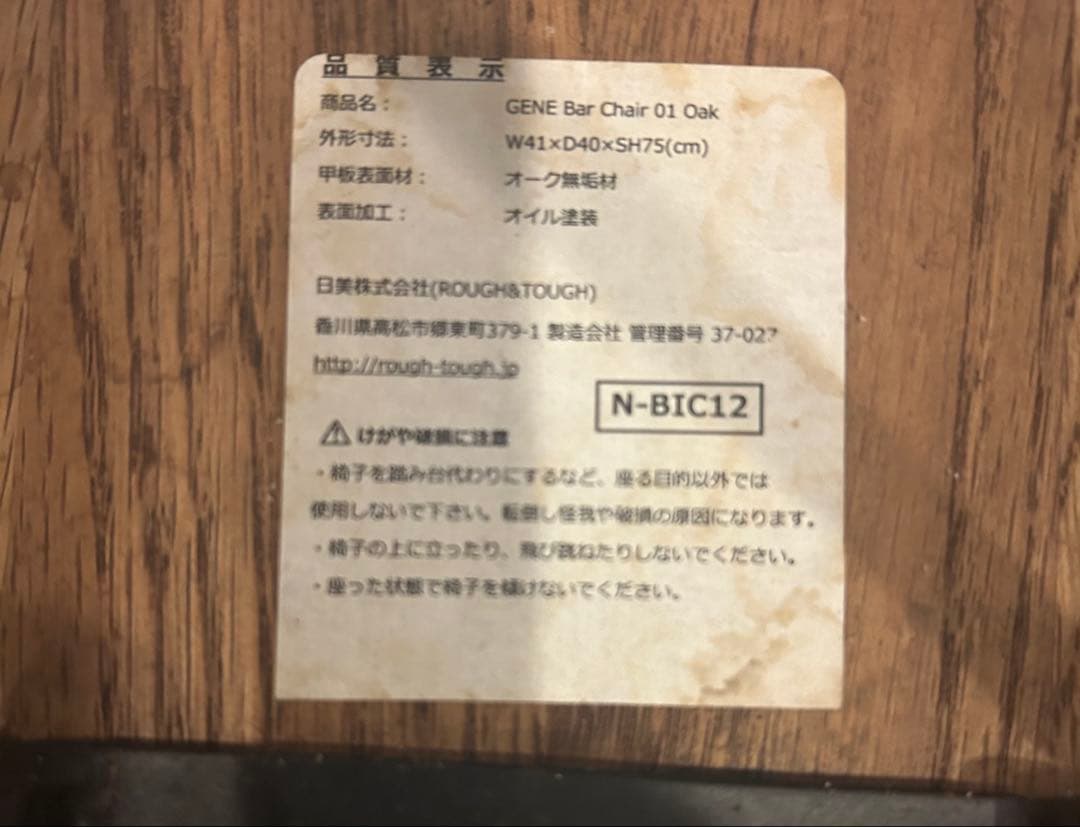 品質表示
商品名： GENE Bar Chair 01 Oak
外形寸法： W41×D40×SH75(cm)
甲板表面材： オーク無垢材
表面加工： オイル塗装
日美株式会社(ROUGH&TOUGH)
香川県高松市郷東町379-1 製造会社 管理番号 37-027
http://rough-tough.jp
N-BIC12
⚠けがや破損に注意
・椅子を踏み台代わりにするなど、座る目的以外では
使用しないで下さい。転倒し怪我や破損の原因になります。
・椅子の上に立ったり、飛び跳ねたりしないでください。
・座った状態で椅子を傾けないでください。